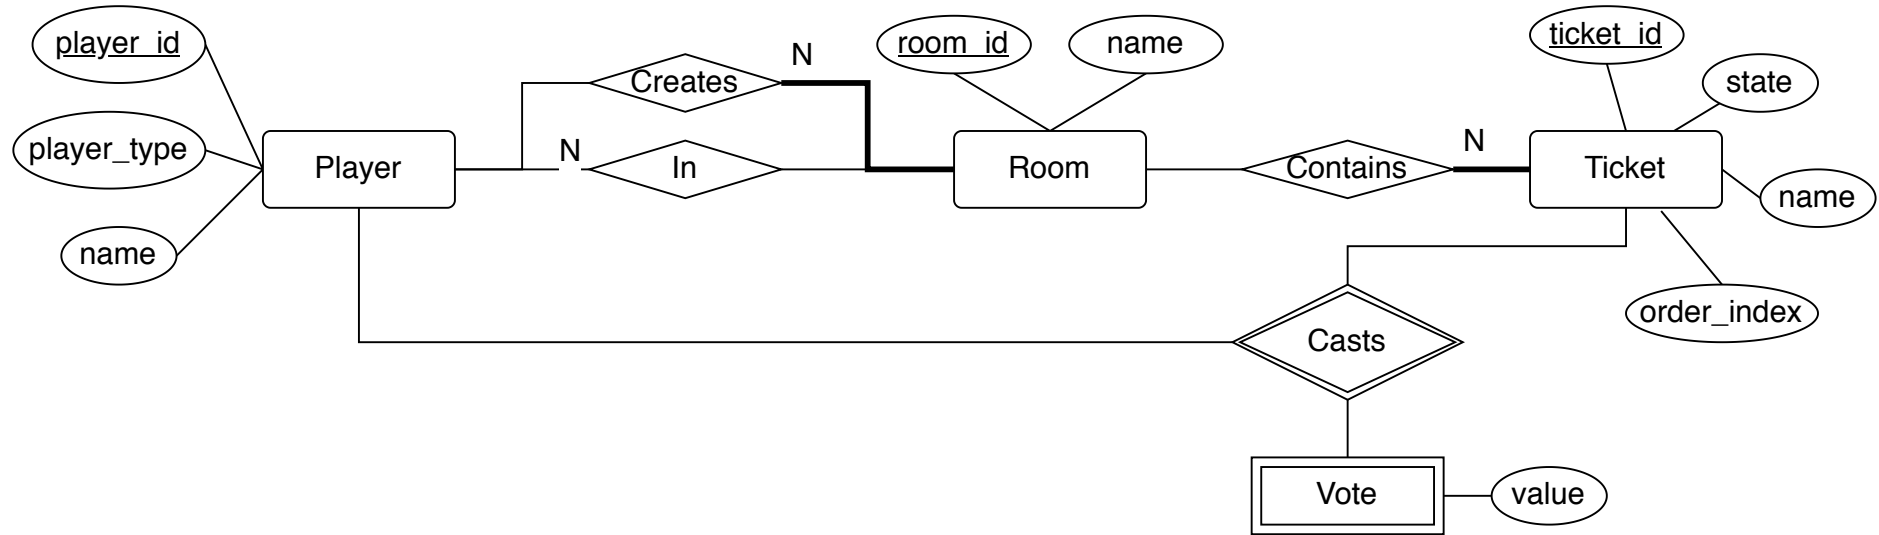 player_id
player_type
name
Player
Creates
N
N
In
room_id
name
Room
Contains
N
ticket_id
state
Ticket
name
order_index
Casts
Vote
value